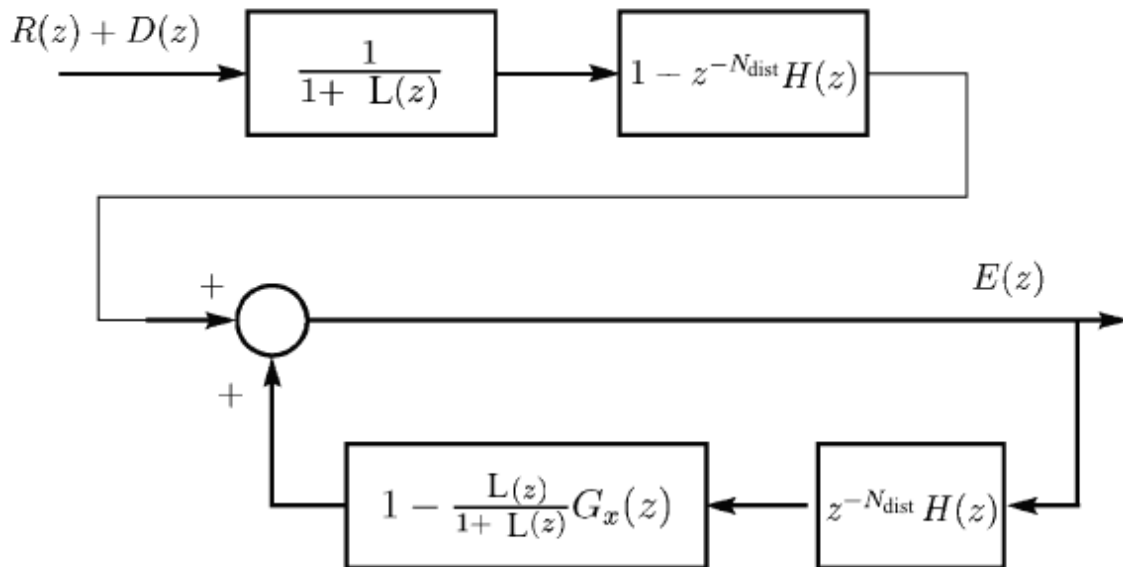 R(z) + D(z)
1 / 1+ L(z)
1 − z^{−N_dist} H(z)
+
E(z)
+
1 − L(z) / 1+ L(z) G_x(z)
z^{−N_dist} H(z)